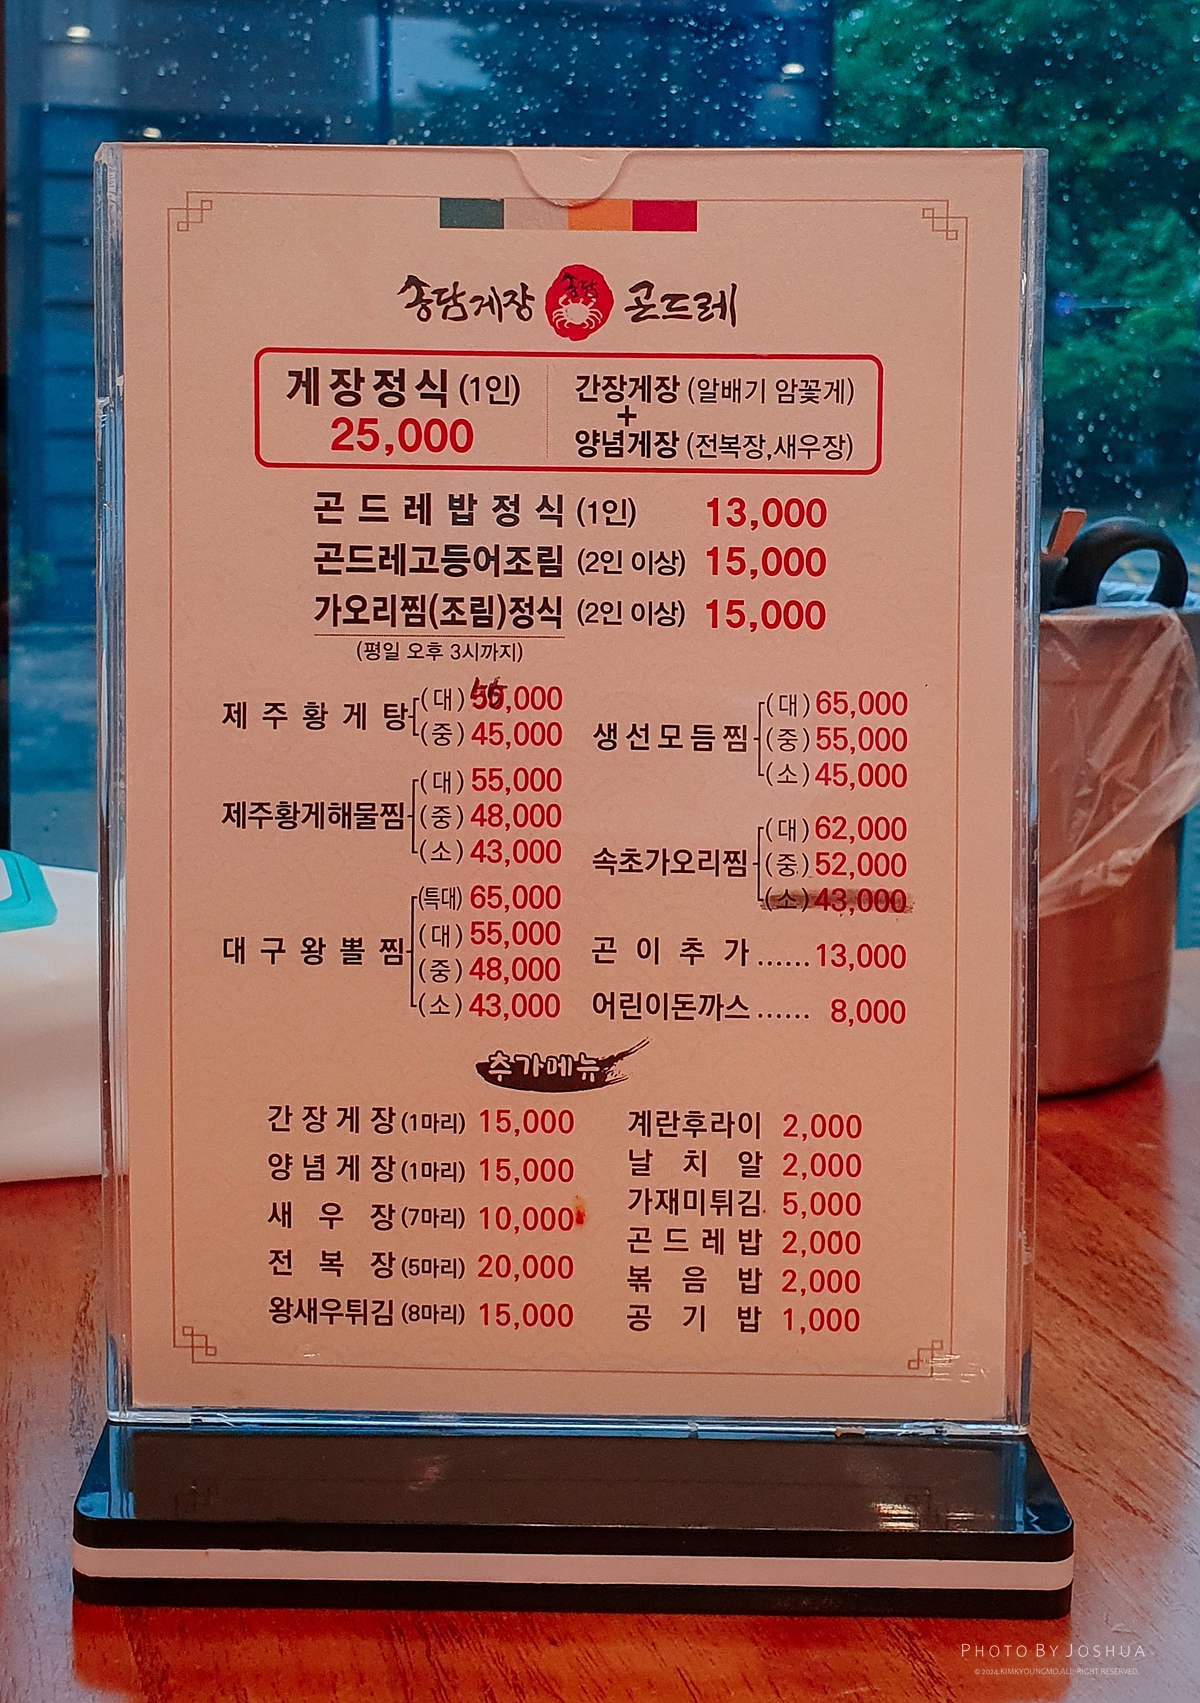 송담게장 송담 곤드레
게장정식 (1인)
25,000
간장게장 (알배기 암꽃게)
+
양념게장 (전복장,새우장)
곤드레밥정식 (1인) 13,000
곤드레고등어조림 (2인 이상) 15,000
가오리찜(조림)정식 (2인 이상) 15,000
(평일 오후 3시까지)
제주황게탕
(대)
(중) 45,000
제주황게해물찜
(대) 55,000
(중) 48,000
(소) 43,000
대구왕뽈찜
(특대) 65,000
(대) 55,000
(중) 48,000
(소) 43,000
생선모듬찜
(대) 65,000
(중) 55,000
(소) 45,000
속초가오리찜
(대) 62,000
(중) 52,000
(소) 43,000
곤이추가......13,000
어린이돈까스...... 8,000
추가메뉴
간장게장 (1마리) 15,000
양념게장 (1마리) 15,000
새우장 (7마리) 10,000
전복장 (5마리) 20,000
왕새우튀김 (8마리) 15,000
계란후라이 2,000
날치알 2,000
가재미튀김 5,000
곤드레밥 2,000
볶음밥 2,000
공기밥 1,000
PHOTO BY JOSHUA
©2024.KIMKYOUNGMO.ALL RIGHT RESERVED.